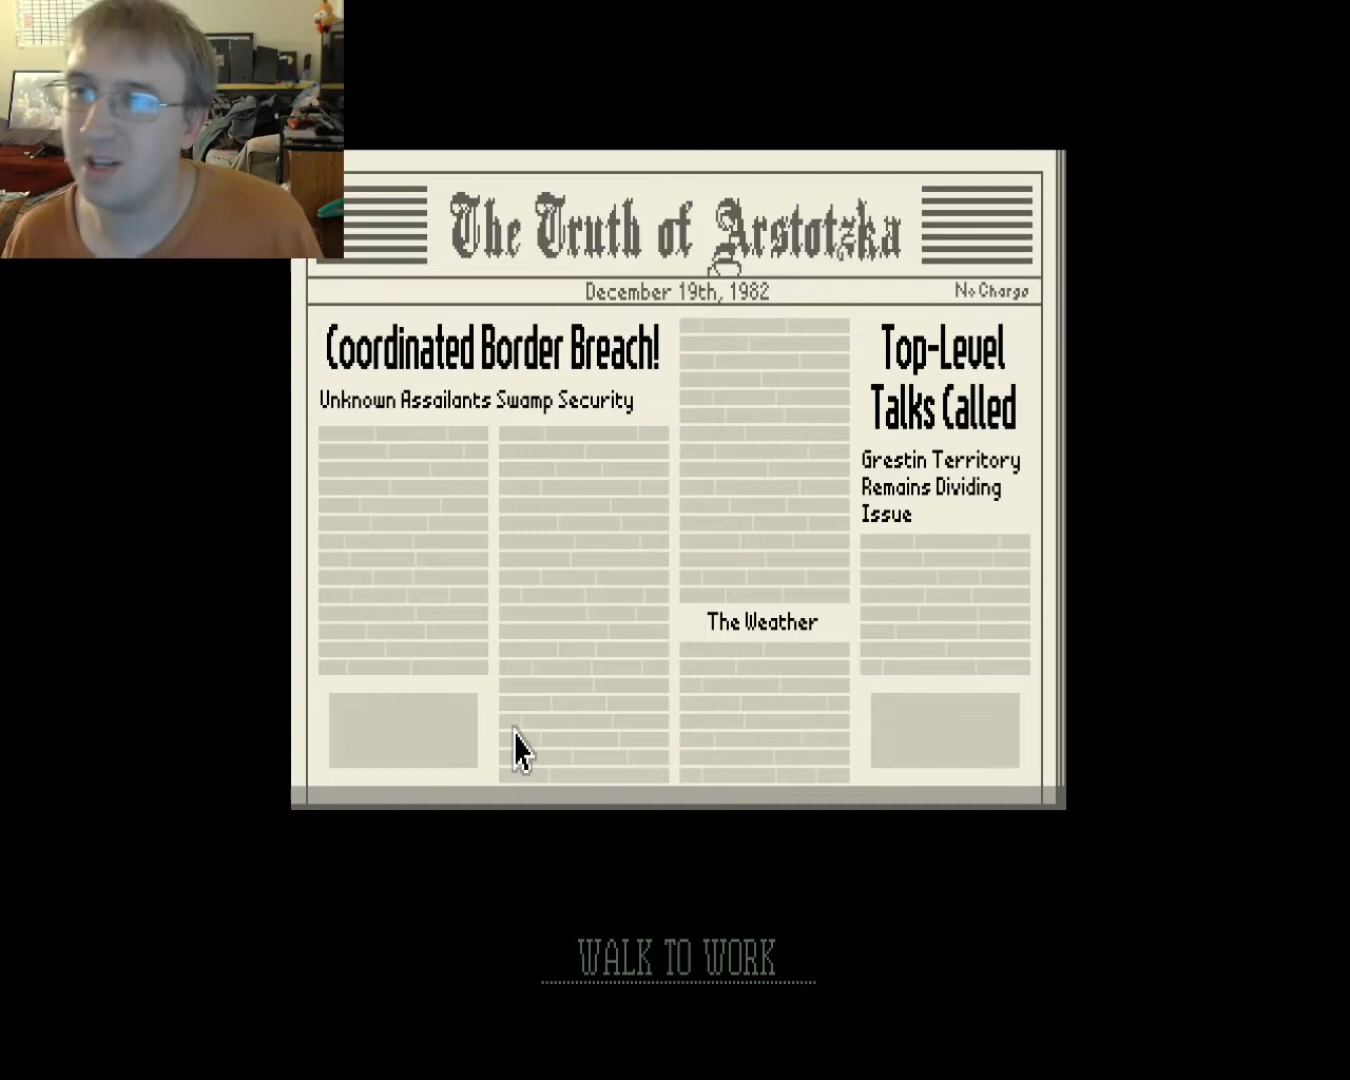 The Truth of Arstotzka
December 19th, 1982
No Charge
Coordinated Border Breach!
Unknown Assailants Swamp Security
Top-Level
Talks Called
Grestin Territory
Remains Dividing
Issue
The Weather
WALK TO WORK